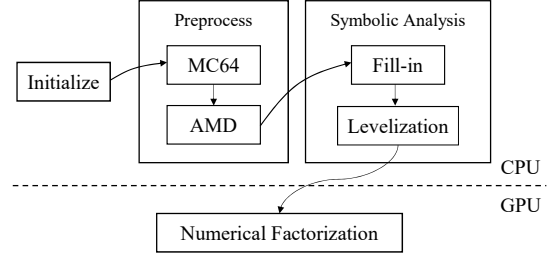 Preprocess
Symbolic Analysis
Initialize
MC64
Fill-in
AMD
Levelization
CPU
GPU
Numerical Factorization